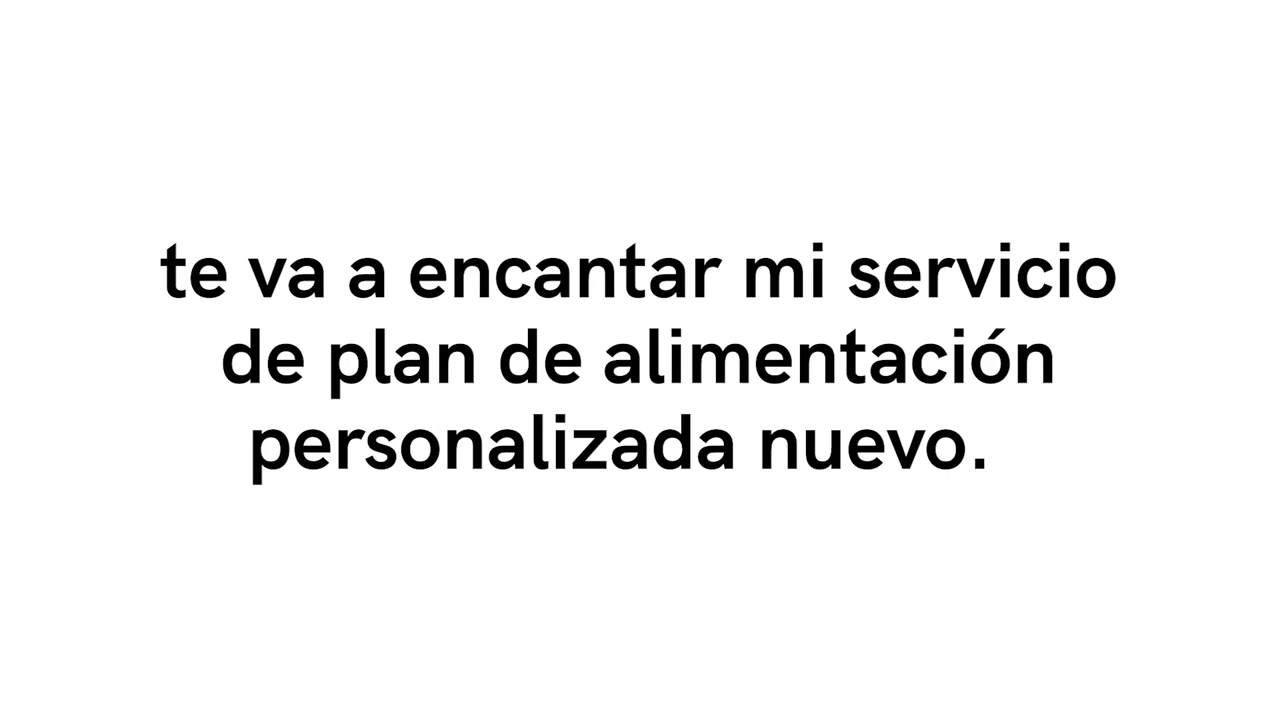 te va a encantar mi servicio
de plan de alimentación
personalizada nuevo.